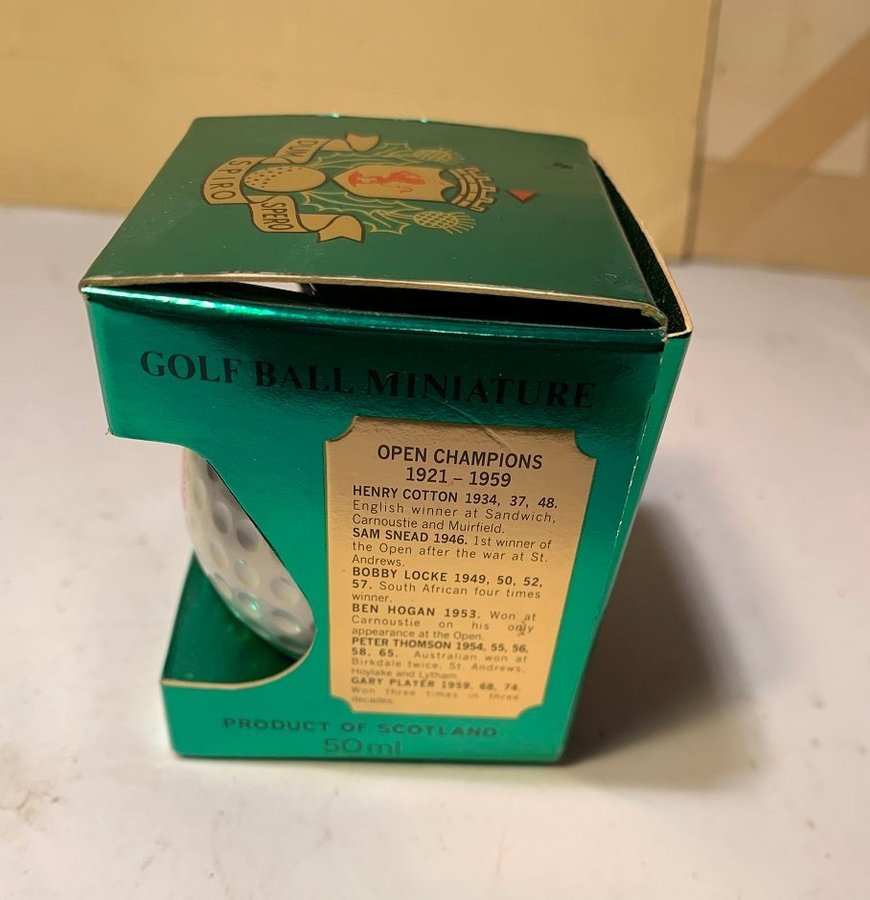 DUM
SPIRO
SPERO
GOLF BALL MINIATURE
OPEN CHAMPIONS
1921 – 1959
HENRY COTTON 1934, 37, 48.
English winner at Sandwich,
Carnoustie and Muirfield.
SAM SNEAD 1946. 1st winner of
the Open after the war at St.
Andrews.
BOBBY LOCKE 1949, 50, 52,
57. South African four times
winner.
BEN HOGAN 1953. Won at
Carnoustie on his only
appearance at the Open.
PETER THOMSON 1954, 55, 56,
58, 65. Australian won at
Birkdale twice, St. Andrews,
Hoylake and Lytham.
GARY PLAYER 1959, 68, 74.
Won three times in three
decades.
PRODUCT OF SCOTLAND
50ml